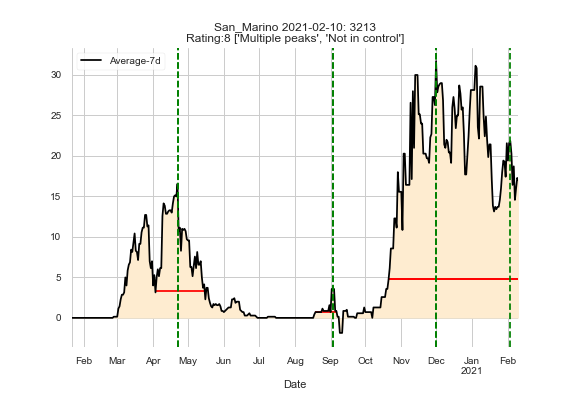 San_Marino 2021-02-10: 3213
Rating:8 ['Multiple peaks', 'Not in control']
Average-7d
30
25
20
15
10
5
0
Feb Mar Apr May Jun Jul Aug Sep Oct Nov Dec Jan Feb
2021
Date